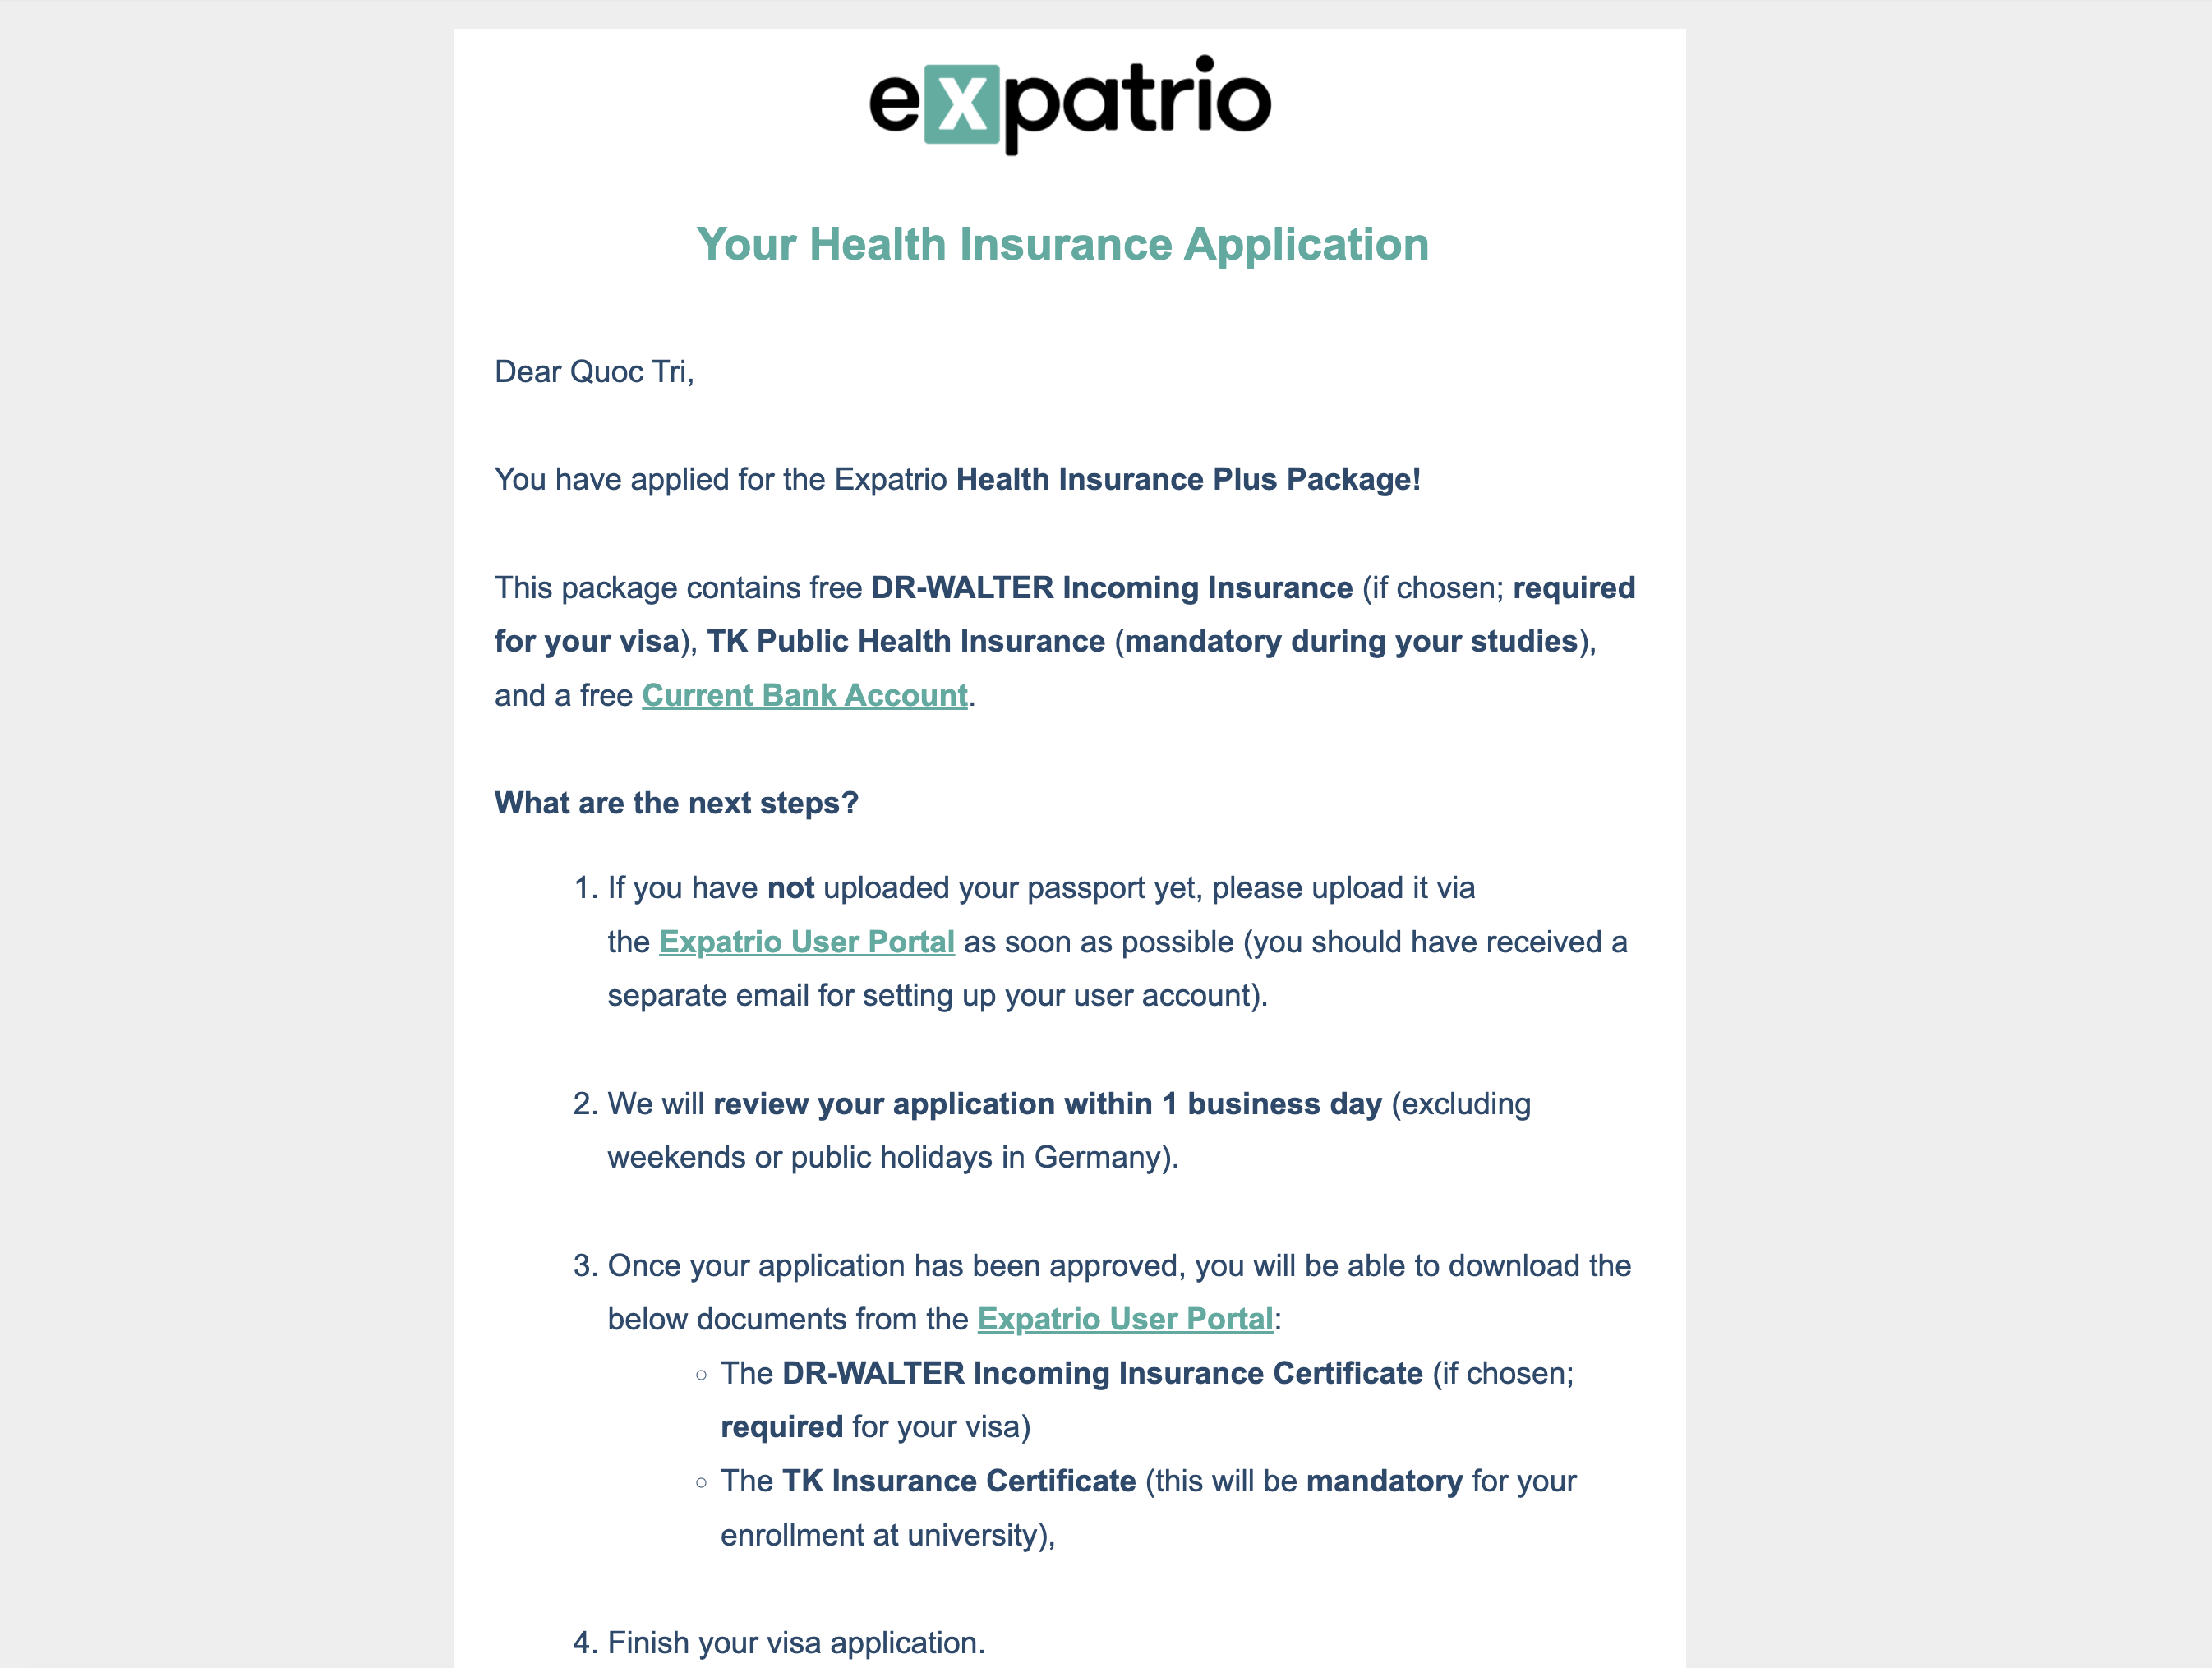 expatrio
Your Health Insurance Application
Dear Quoc Tri,
You have applied for the Expatrio Health Insurance Plus Package!
This package contains free DR-WALTER Incoming Insurance (if chosen; required
for your visa), TK Public Health Insurance (mandatory during your studies),
and a free Current Bank Account.
What are the next steps?
1. If you have not uploaded your passport yet, please upload it via
the Expatrio User Portal as soon as possible (you should have received a
separate email for setting up your user account).
2. We will review your application within 1 business day (excluding
weekends or public holidays in Germany).
3. Once your application has been approved, you will be able to download the
below documents from the Expatrio User Portal:
◦ The DR-WALTER Incoming Insurance Certificate (if chosen;
required for your visa)
◦ The TK Insurance Certificate (this will be mandatory for your
enrollment at university),
4. Finish your visa application.